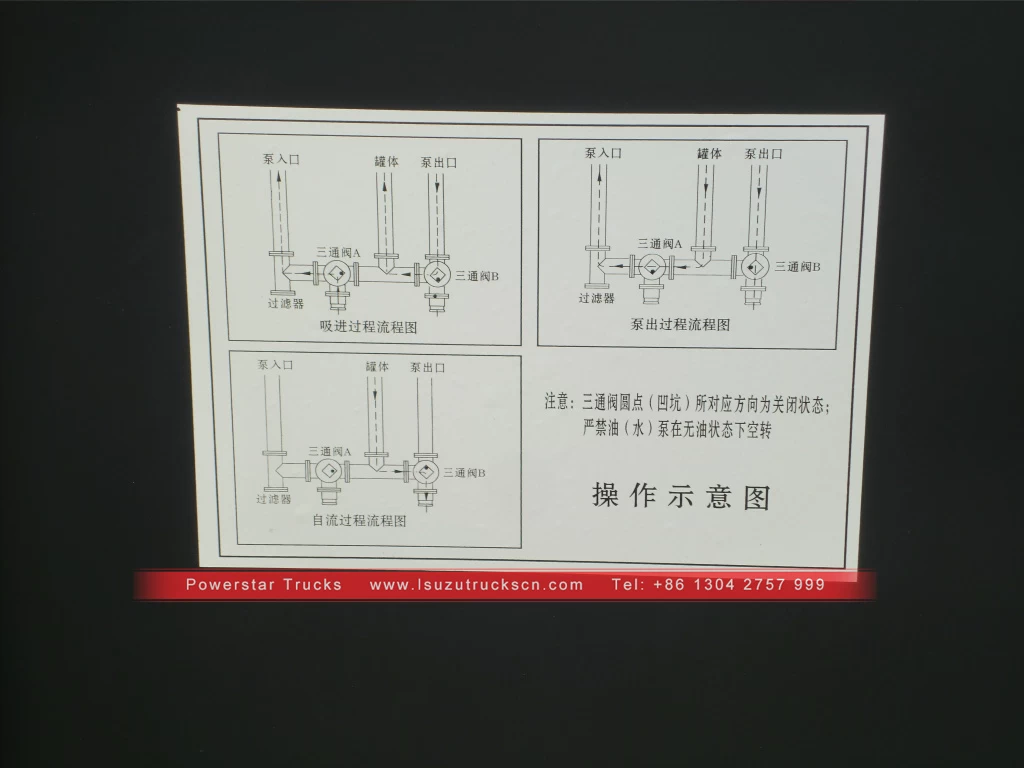 泵入口 罐体 泵出口
三通阀A
三通阀B
过滤器
吸进过程流程图
泵入口 罐体 泵出口
三通阀A
三通阀B
过滤器
泵出过程流程图
泵入口 罐体 泵出口
三通阀A
三通阀B
过滤器
自流过程流程图
注意：三通阀圆点（凹坑）所对应方向为关闭状态；
严禁油（水）泵在无油状态下空转
操作示意图
Powerstar Trucks www.Isuzutruckscn.com Tel: +86 1304 2757 999